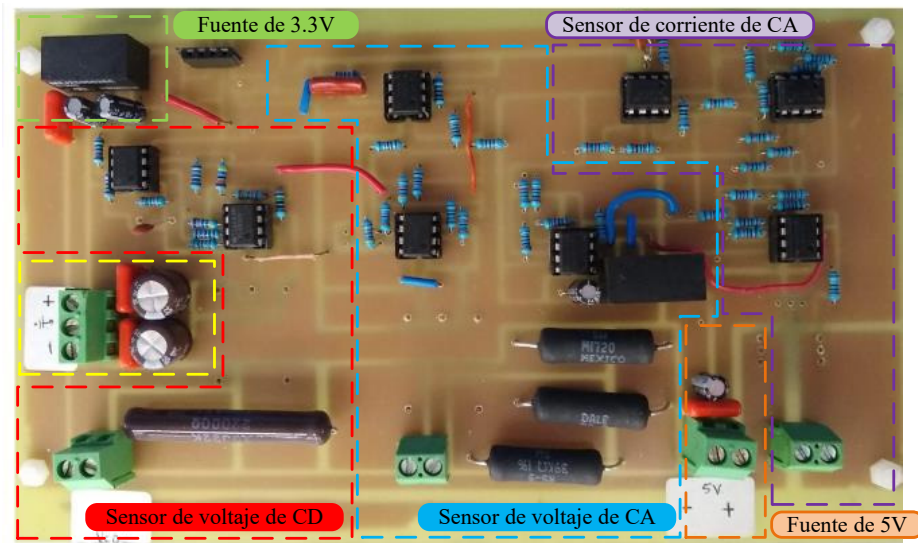 Fuente de 3.3V
Sensor de corriente de CA
+
-
MEXICO
DALE
5V
+
Sensor de voltaje de CD
Sensor de voltaje de CA
Fuente de 5V